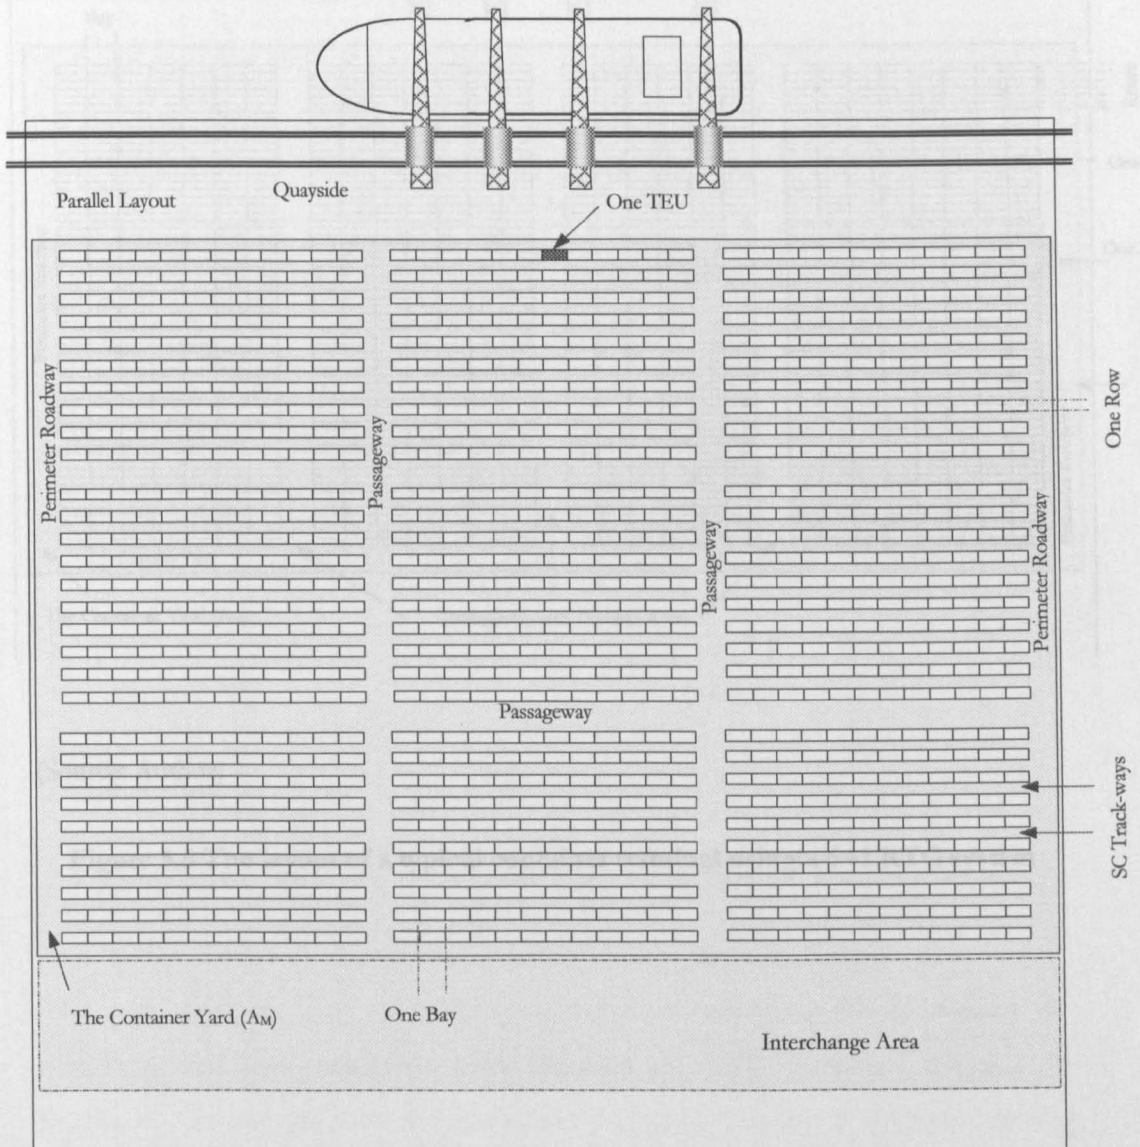 Parallel Layout
Quayside
One TEU
Perimeter Roadway
Passageway
One Row
Passageway
Perimeter Roadway
Passageway
SC Track-ways
The Container Yard (AM)
One Bay
Interchange Area